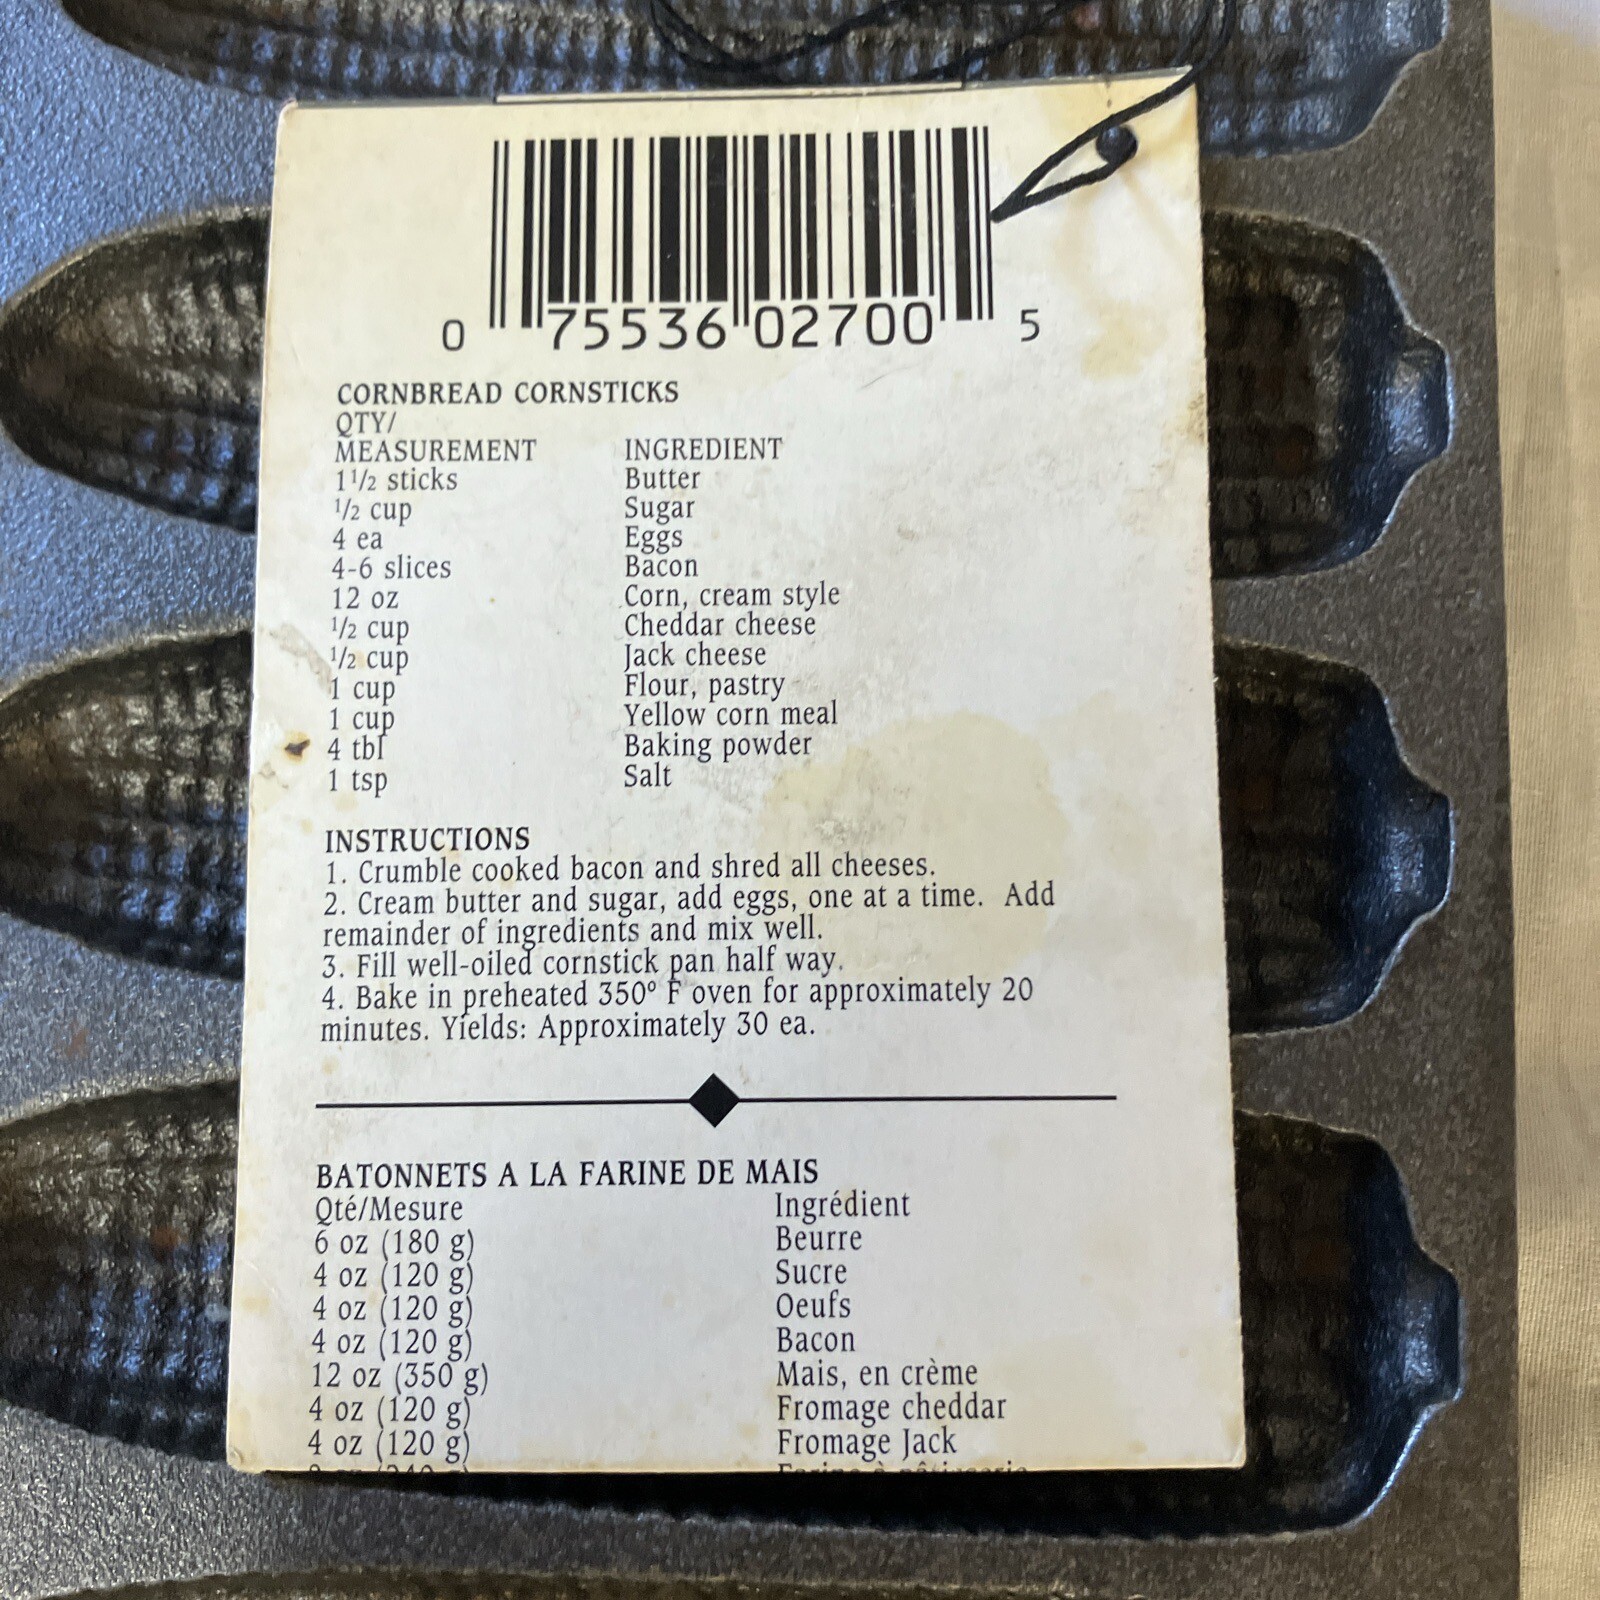 0 75536 02700 5
CORNBREAD CORNSTICKS
QTY/
MEASUREMENT INGREDIENT
1 1/2 sticks Butter
1/2 cup Sugar
4 ea Eggs
4-6 slices Bacon
12 oz Corn, cream style
1/2 cup Cheddar cheese
1/2 cup Jack cheese
1 cup Flour, pastry
1 cup Yellow corn meal
4 tbl Baking powder
1 tsp Salt
INSTRUCTIONS
1. Crumble cooked bacon and shred all cheeses.
2. Cream butter and sugar, add eggs, one at a time. Add
remainder of ingredients and mix well.
3. Fill well-oiled cornstick pan half way.
4. Bake in preheated 350° F oven for approximately 20
minutes. Yields: Approximately 30 ea.
BATONNETS A LA FARINE DE MAIS
Qté/Mesure Ingrédient
6 oz (180 g) Beurre
4 oz (120 g) Sucre
4 oz (120 g) Oeufs
4 oz (120 g) Bacon
12 oz (350 g) Mais, en crème
4 oz (120 g) Fromage cheddar
4 oz (120 g) Fromage Jack